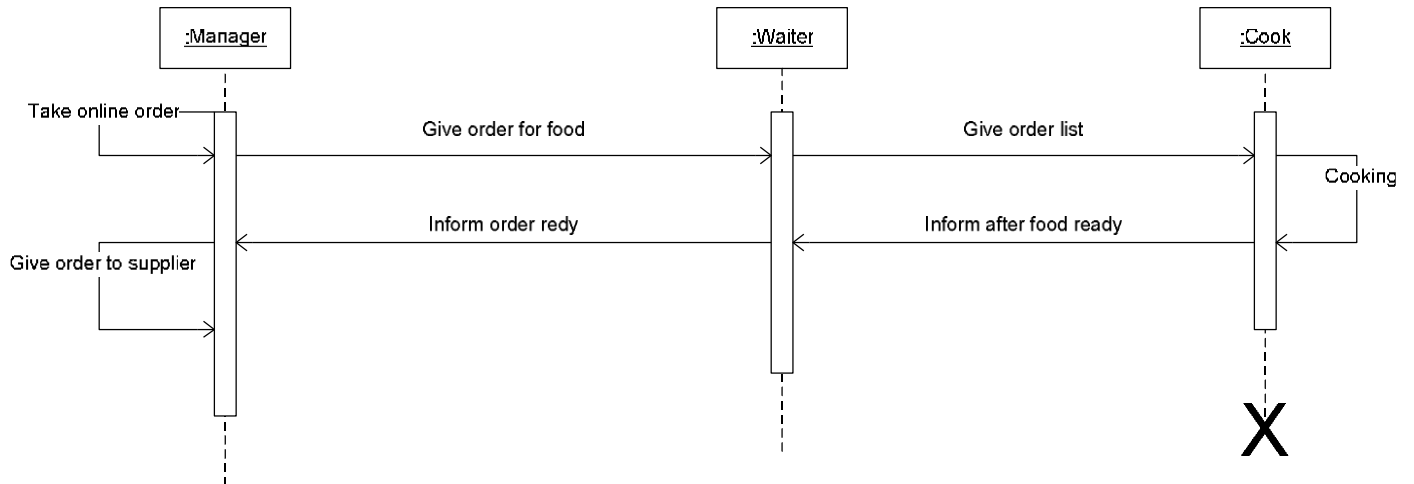 :Manager
:Waiter
:Cook
Take online order
Give order for food
Give order list
Cooking
Inform order redy
Inform after food ready
Give order to supplier
X